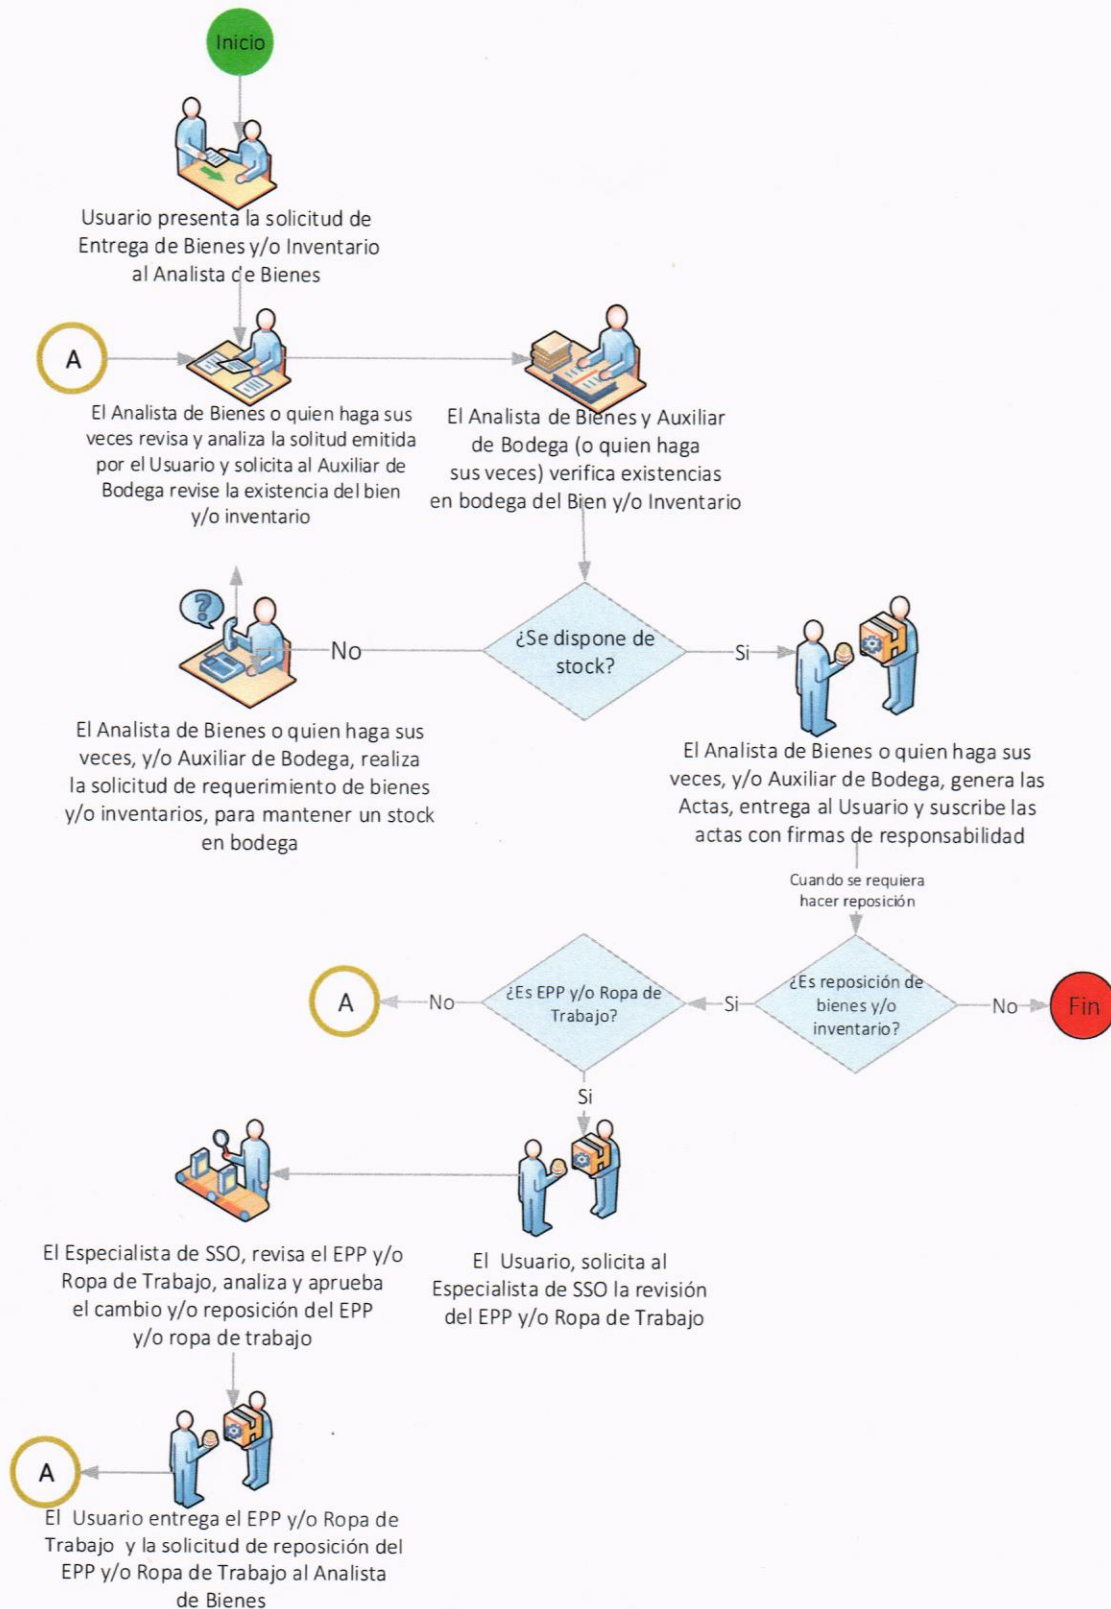 Inicio
Usuario presenta la solicitud de
Entrega de Bienes y/o Inventario
al Analista de Bienes
A
El Analista de Bienes o quien haga sus
veces revisa y analiza la solitud emitida
por el Usuario y solicita al Auxiliar de
Bodega revise la existencia del bien
y/o inventario
El Analista de Bienes y Auxiliar
de Bodega (o quien haga
sus veces) verifica existencias
en bodega del Bien y/o Inventario
?
No
¿Se dispone de
stock?
Si
El Analista de Bienes o quien haga sus
veces, y/o Auxiliar de Bodega, realiza
la solicitud de requerimiento de bienes
y/o inventarios, para mantener un stock
en bodega
El Analista de Bienes o quien haga sus
veces, y/o Auxiliar de Bodega, genera las
Actas, entrega al Usuario y suscribe las
actas con firmas de responsabilidad
Cuando se requiera
hacer reposición
A
No
¿Es EPP y/o Ropa de
Trabajo?
Si
¿Es reposición de
bienes y/o
inventario?
No
Fin
Si
El Especialista de SSO, revisa el EPP y/o
Ropa de Trabajo, analiza y aprueba
el cambio y/o reposición del EPP
y/o ropa de trabajo
El Usuario, solicita al
Especialista de SSO la revisión
del EPP y/o Ropa de Trabajo
A
El Usuario entrega el EPP y/o Ropa de
Trabajo y la solicitud de reposición del
EPP y/o Ropa de Trabajo al Analista
de Bienes